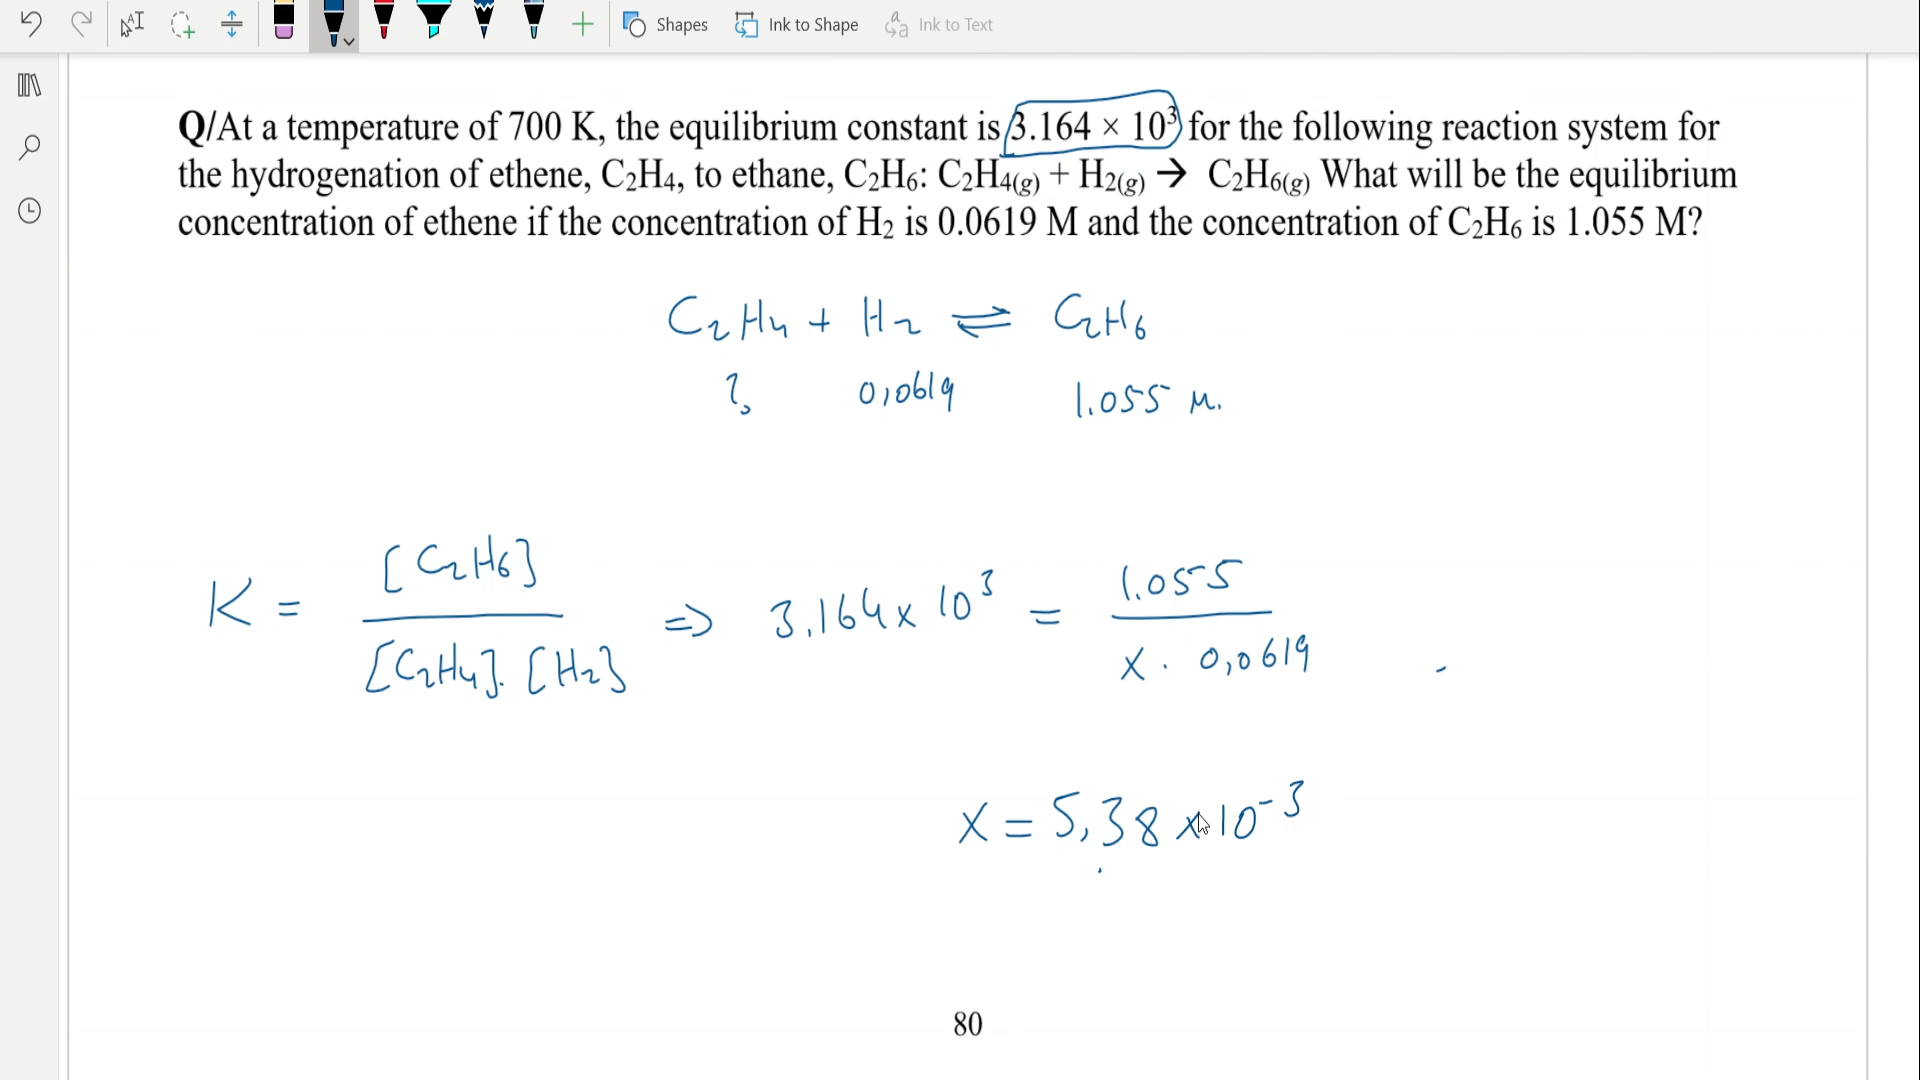 Shapes Ink to Shape Ink to Text
Q/At a temperature of 700 K, the equilibrium constant is 3.164 × 10³ for the following reaction system for
the hydrogenation of ethene, C₂H₄, to ethane, C₂H₆: C₂H₄(g) + H₂(g) → C₂H₆(g) What will be the equilibrium
concentration of ethene if the concentration of H₂ is 0.0619 M and the concentration of C₂H₆ is 1.055 M?
C₂H₄ + H₂ ⇌ C₂H₆
? 0,0619 1.055 M.
K = [C₂H₆] / [C₂H₄].[H₂] => 3.164 x 10³ = 1.055 / x . 0,0619
x = 5,38 x 10⁻³
80